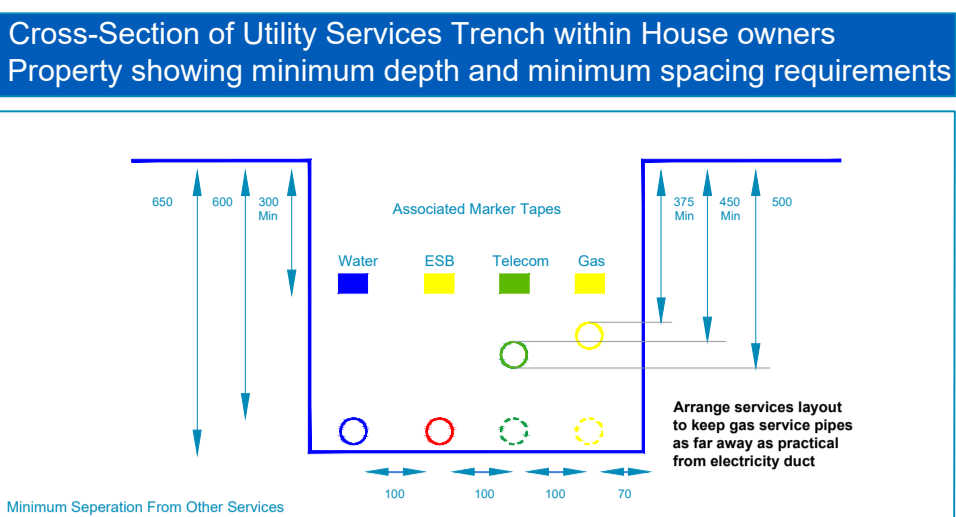 Cross-Section of Utility Services Trench within House owners
Property showing minimum depth and minimum spacing requirements
650
600
300
Min
375
Min
450
Min
500
Associated Marker Tapes
Water
ESB
Telecom
Gas
Arrange services layout
to keep gas service pipes
as far away as practical
from electricity duct
100
100
100
70
Minimum Seperation From Other Services